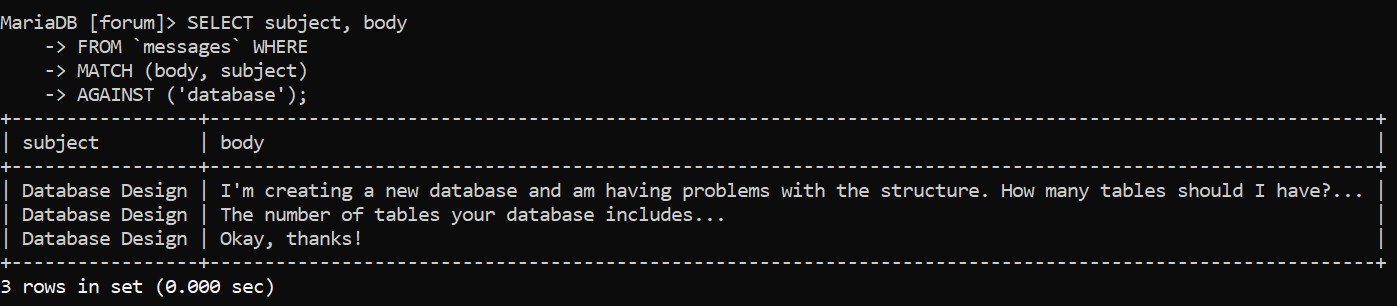 MariaDB [forum]> SELECT subject, body
    -> FROM `messages` WHERE
    -> MATCH (body, subject)
    -> AGAINST ('database');
+-----------------+--------------------------------------------------------------------------------------------------+
| subject         | body                                                                                             |
+-----------------+--------------------------------------------------------------------------------------------------+
| Database Design | I'm creating a new database and am having problems with the structure. How many tables should I have?... |
| Database Design | The number of tables your database includes...                                                   |
| Database Design | Okay, thanks!                                                                                    |
+-----------------+--------------------------------------------------------------------------------------------------+
3 rows in set (0.000 sec)